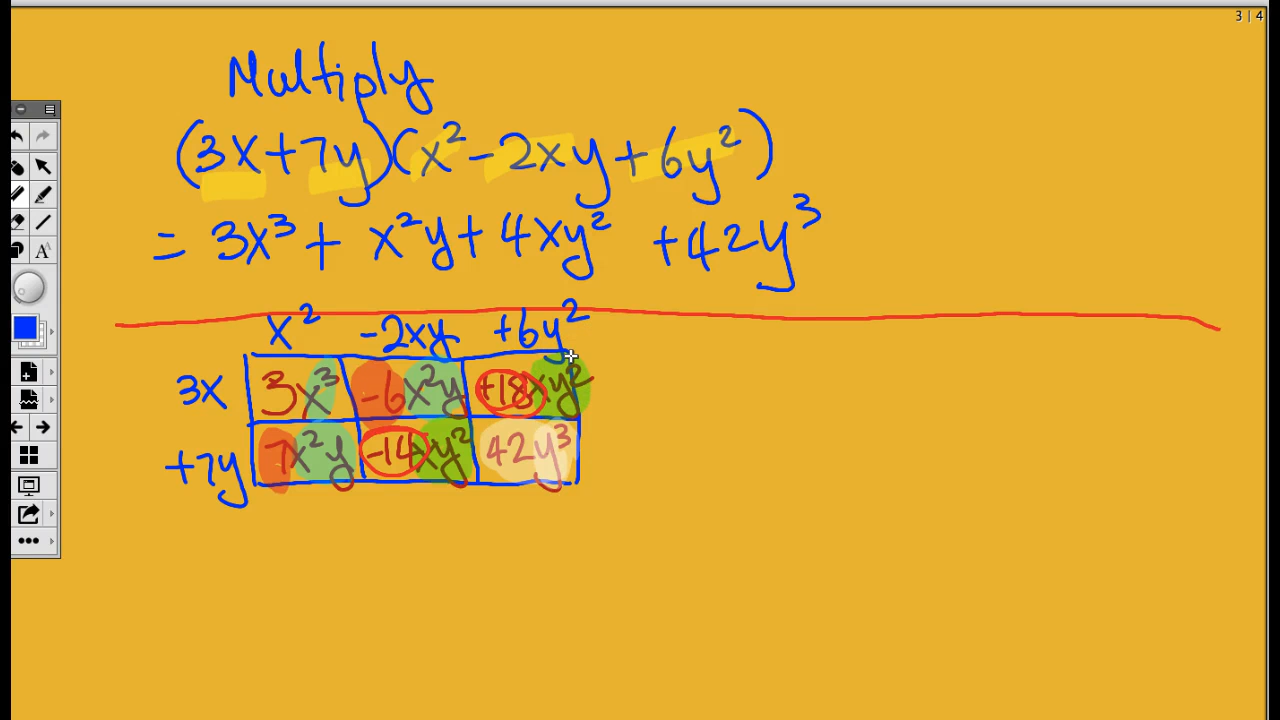 3 | 4
Multiply
(3x+7y)(x²-2xy+6y²)
= 3x³ + x²y + 4xy² + 42y³
x² -2xy +6y²
3x 3x³ -6x²y +18xy²
+7y 7x²y -14xy² 42y³
A